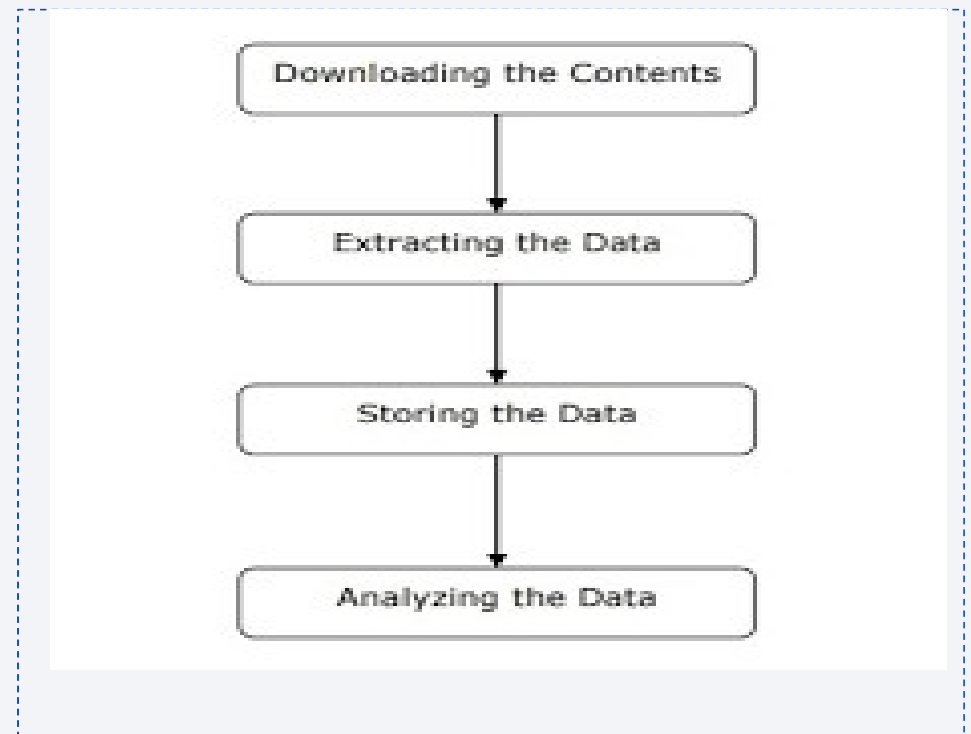 Downloading the Contents
Extracting the Data
Storing the Data
Analyzing the Data